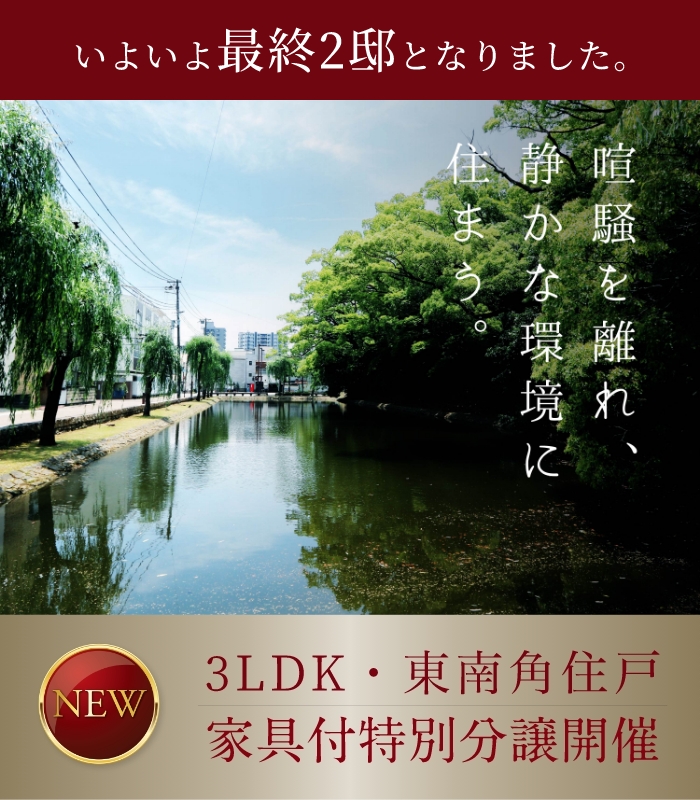 いよいよ最終2邸となりました。
喧騒を離れ、
静かな環境に
住まう。
NEW
3LDK・東南角住戸
家具付特別分譲開催